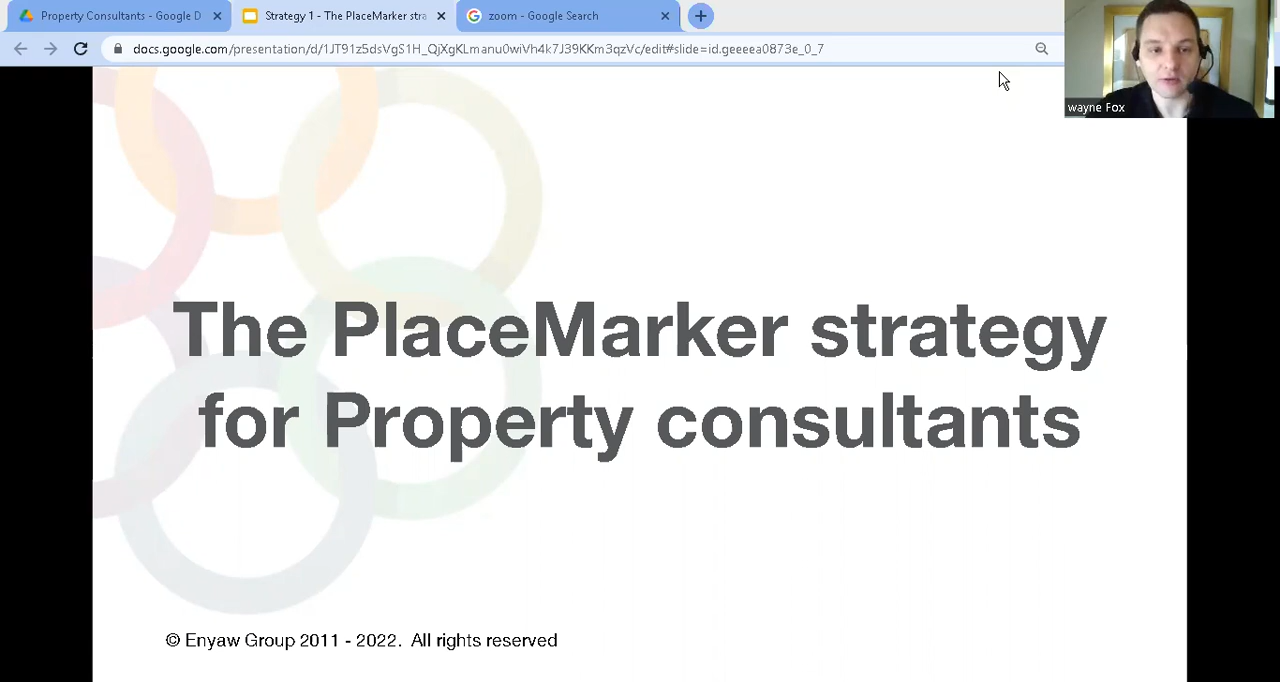 Property Consultants - Google D
Strategy 1 - The PlaceMarker stra
zoom - Google Search
docs.google.com/presentation/d/1JT91z5dsVgS1H_QjXgKLmanu0wiVh4k7J39KKm3qzVc/edit#slide=id.geeeea0873e_0_7
wayne Fox
The PlaceMarker strategy
for Property consultants
© Enyaw Group 2011 - 2022. All rights reserved